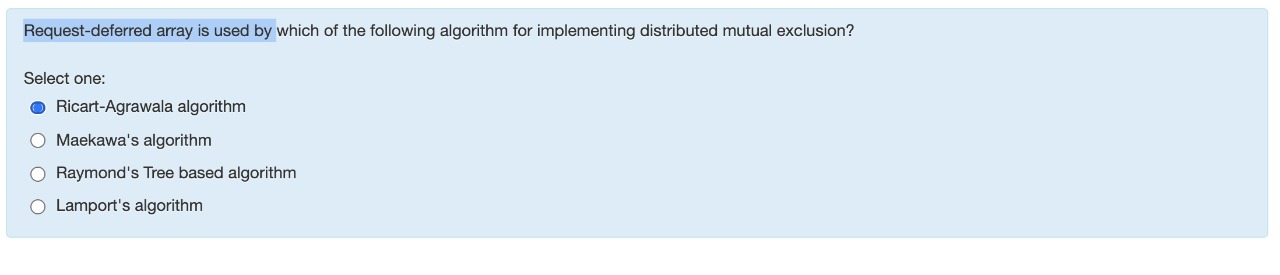 Request-deferred array is used by which of the following algorithm for implementing distributed mutual exclusion?
Select one:
Ricart-Agrawala algorithm
Maekawa's algorithm
Raymond's Tree based algorithm
Lamport's algorithm